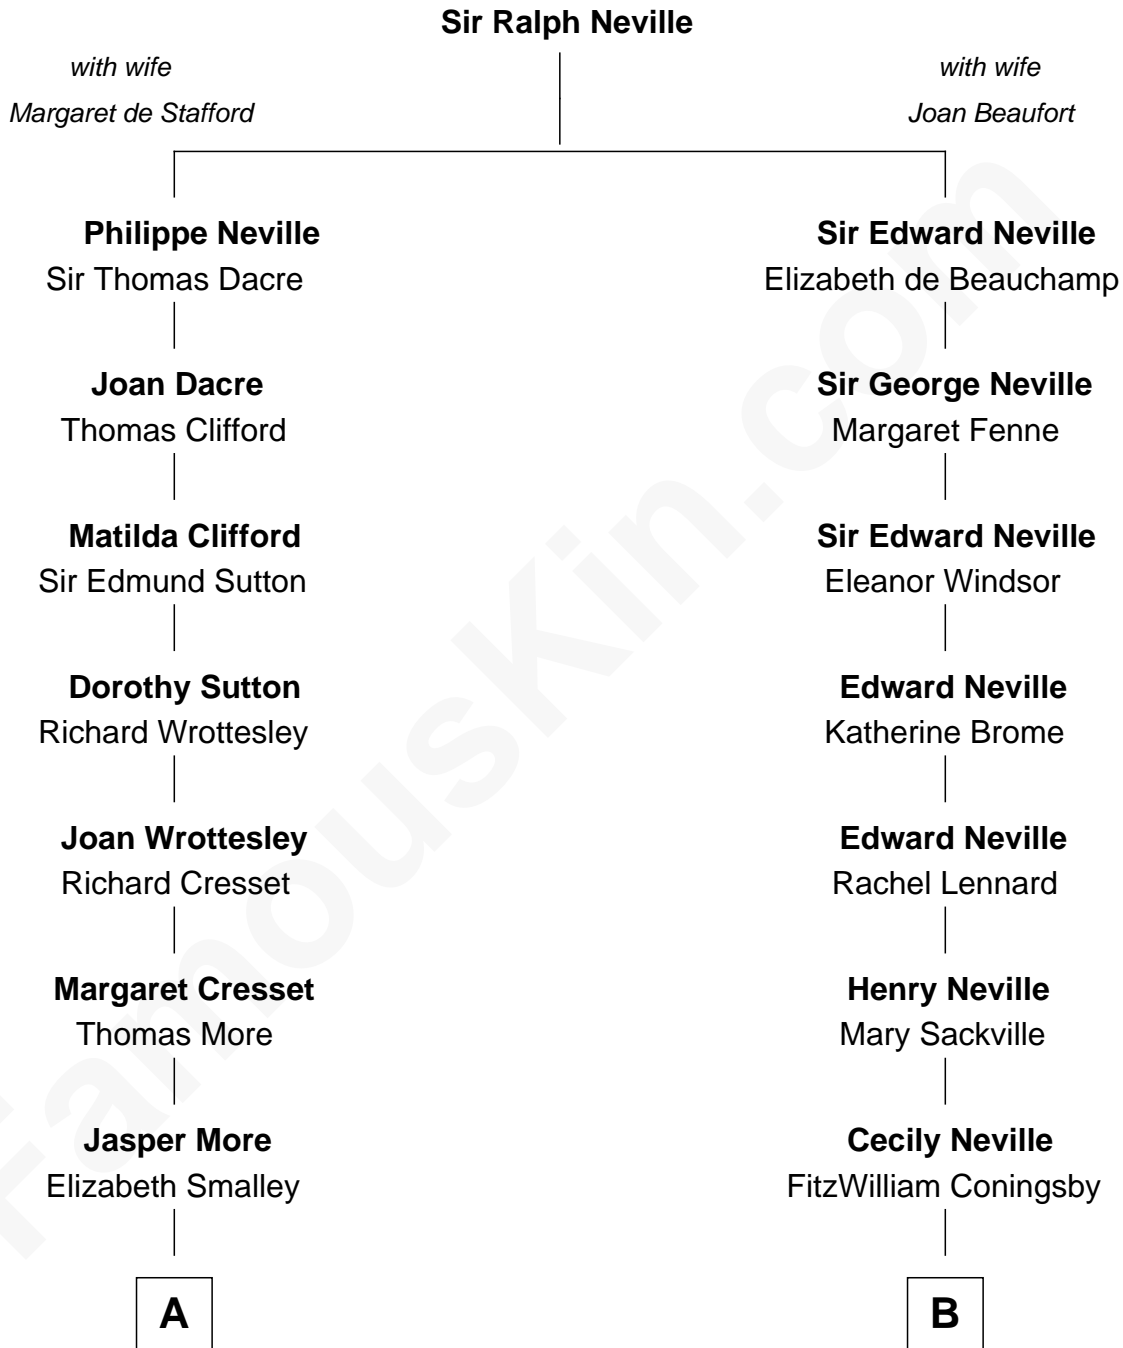 Sir Ralph Neville
with wife
Margaret de Stafford
with wife
Joan Beaufort
Philippe Neville
Sir Thomas Dacre
Joan Dacre
Thomas Clifford
Matilda Clifford
Sir Edmund Sutton
Dorothy Sutton
Richard Wrottesley
Joan Wrottesley
Richard Cresset
Margaret Cresset
Thomas More
Jasper More
Elizabeth Smalley
A
Sir Edward Neville
Elizabeth de Beauchamp
Sir George Neville
Margaret Fenne
Sir Edward Neville
Eleanor Windsor
Edward Neville
Katherine Brome
Edward Neville
Rachel Lennard
Henry Neville
Mary Sackville
Cecily Neville
FitzWilliam Coningsby
B
FamousKin.com